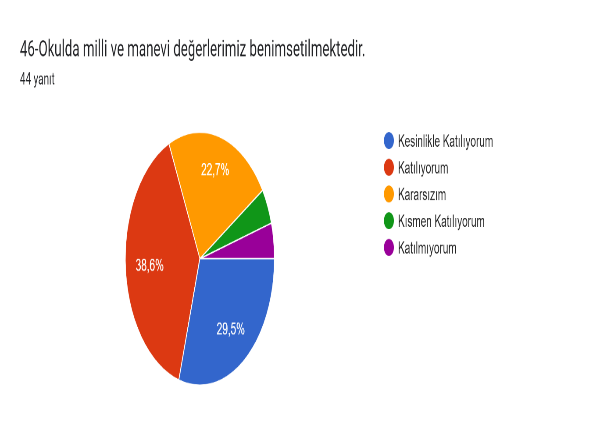 46-Okulda milli ve manevi değerlerimiz benimsetilmektedir.
44 yanıt
22,7%
38,6%
29,5%
Kesinlikle Katılıyorum
Katılıyorum
Kararsızım
Kısmen Katılıyorum
Katılmıyorum